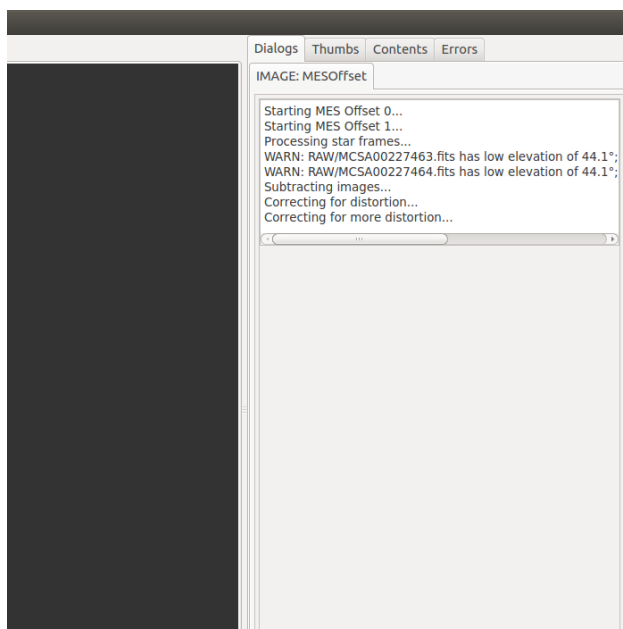 Dialogs Thumbs Contents Errors
IMAGE: MESOffset
Starting MES Offset 0...
Starting MES Offset 1...
Processing star frames...
WARN: RAW/MCSA00227463.fits has low elevation of 44.1°;
WARN: RAW/MCSA00227464.fits has low elevation of 44.1°;
Subtracting images...
Correcting for distortion...
Correcting for more distortion...